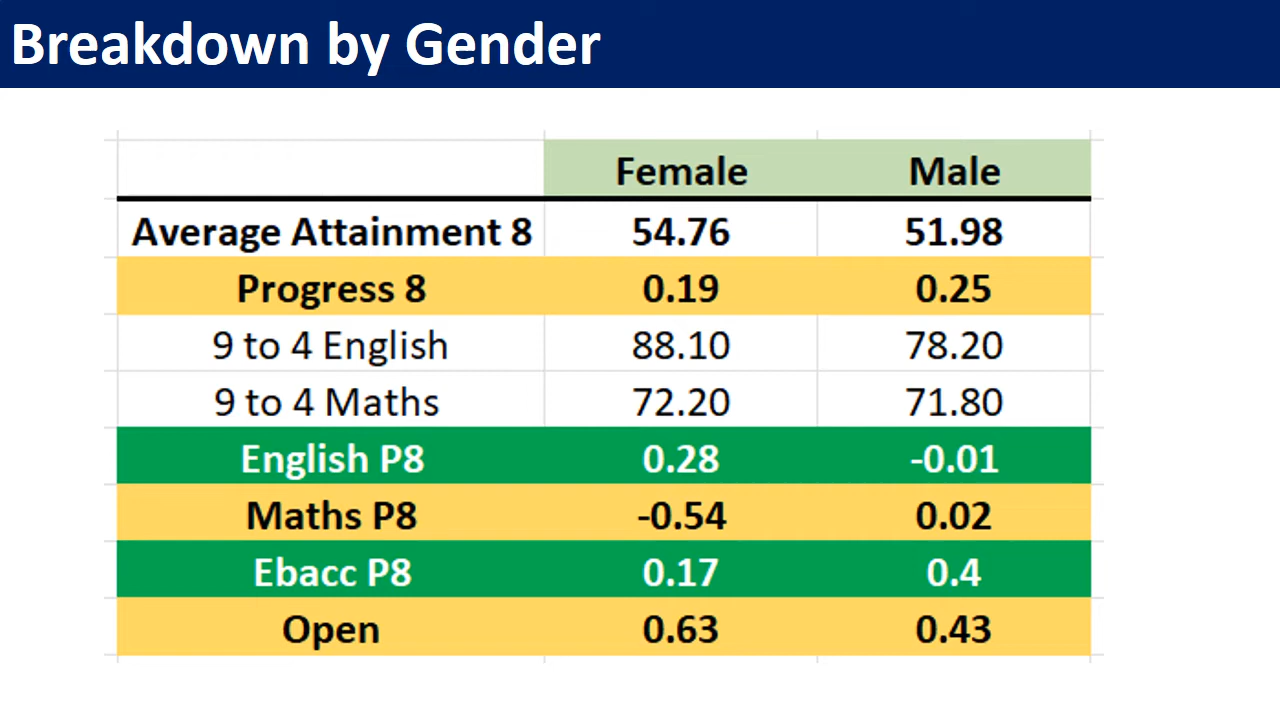 Breakdown by Gender
Female Male
Average Attainment 8 54.76 51.98
Progress 8 0.19 0.25
9 to 4 English 88.10 78.20
9 to 4 Maths 72.20 71.80
English P8 0.28 -0.01
Maths P8 -0.54 0.02
Ebacc P8 0.17 0.4
Open 0.63 0.43